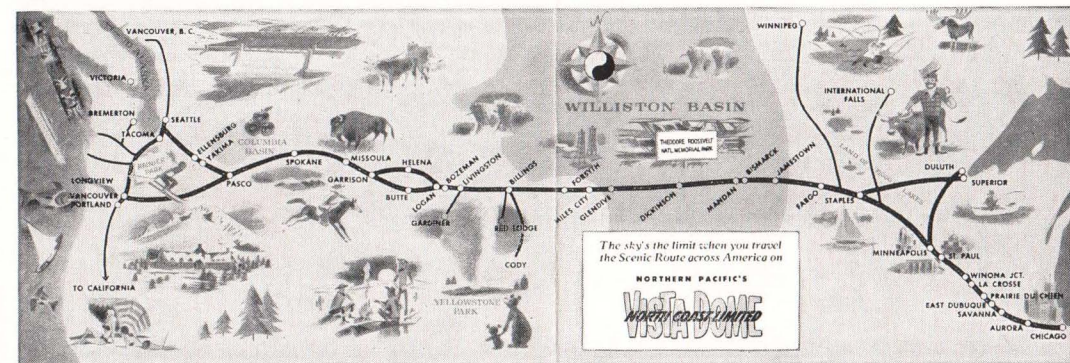 VANCOUVER, B. C.
VICTORIA
BREMERTON
SEATTLE
TACOMA
ELLENSBURG
YAKIMA
COLUMBIA
BASIN
LONGVIEW
VANCOUVER
PORTLAND
PASCO
SPOKANE
MISSOULA
GARRISON
HELENA
BUTTE
LOGAN
BOZEMAN
LIVINGSTON
GARDINER
BILLINGS
RED LODGE
CODY
YELLOWSTONE
PARK
TO CALIFORNIA
N
WILLISTON BASIN
THEODORE ROOSEVELT
NATL MEMORIAL PARK
FORSYTH
MILES CITY
GLENDIVE
DICKINSON
MANDAN
BISMARCK
JAMESTOWN
FARGO
STAPLES
WINNIPEG
INTERNATIONAL
FALLS
LAND OF
LAKES
DULUTH
SUPERIOR
MINNEAPOLIS
ST. PAUL
WINONA JCT.
LA CROSSE
PRAIRIE DU CHIEN
EAST DUBUQUE
SAVANNA
AURORA
CHICAGO
The sky's the limit when you travel
the Scenic Route across America on
NORTHERN PACIFIC'S
VISTA DOME
NORTH COAST LIMITED